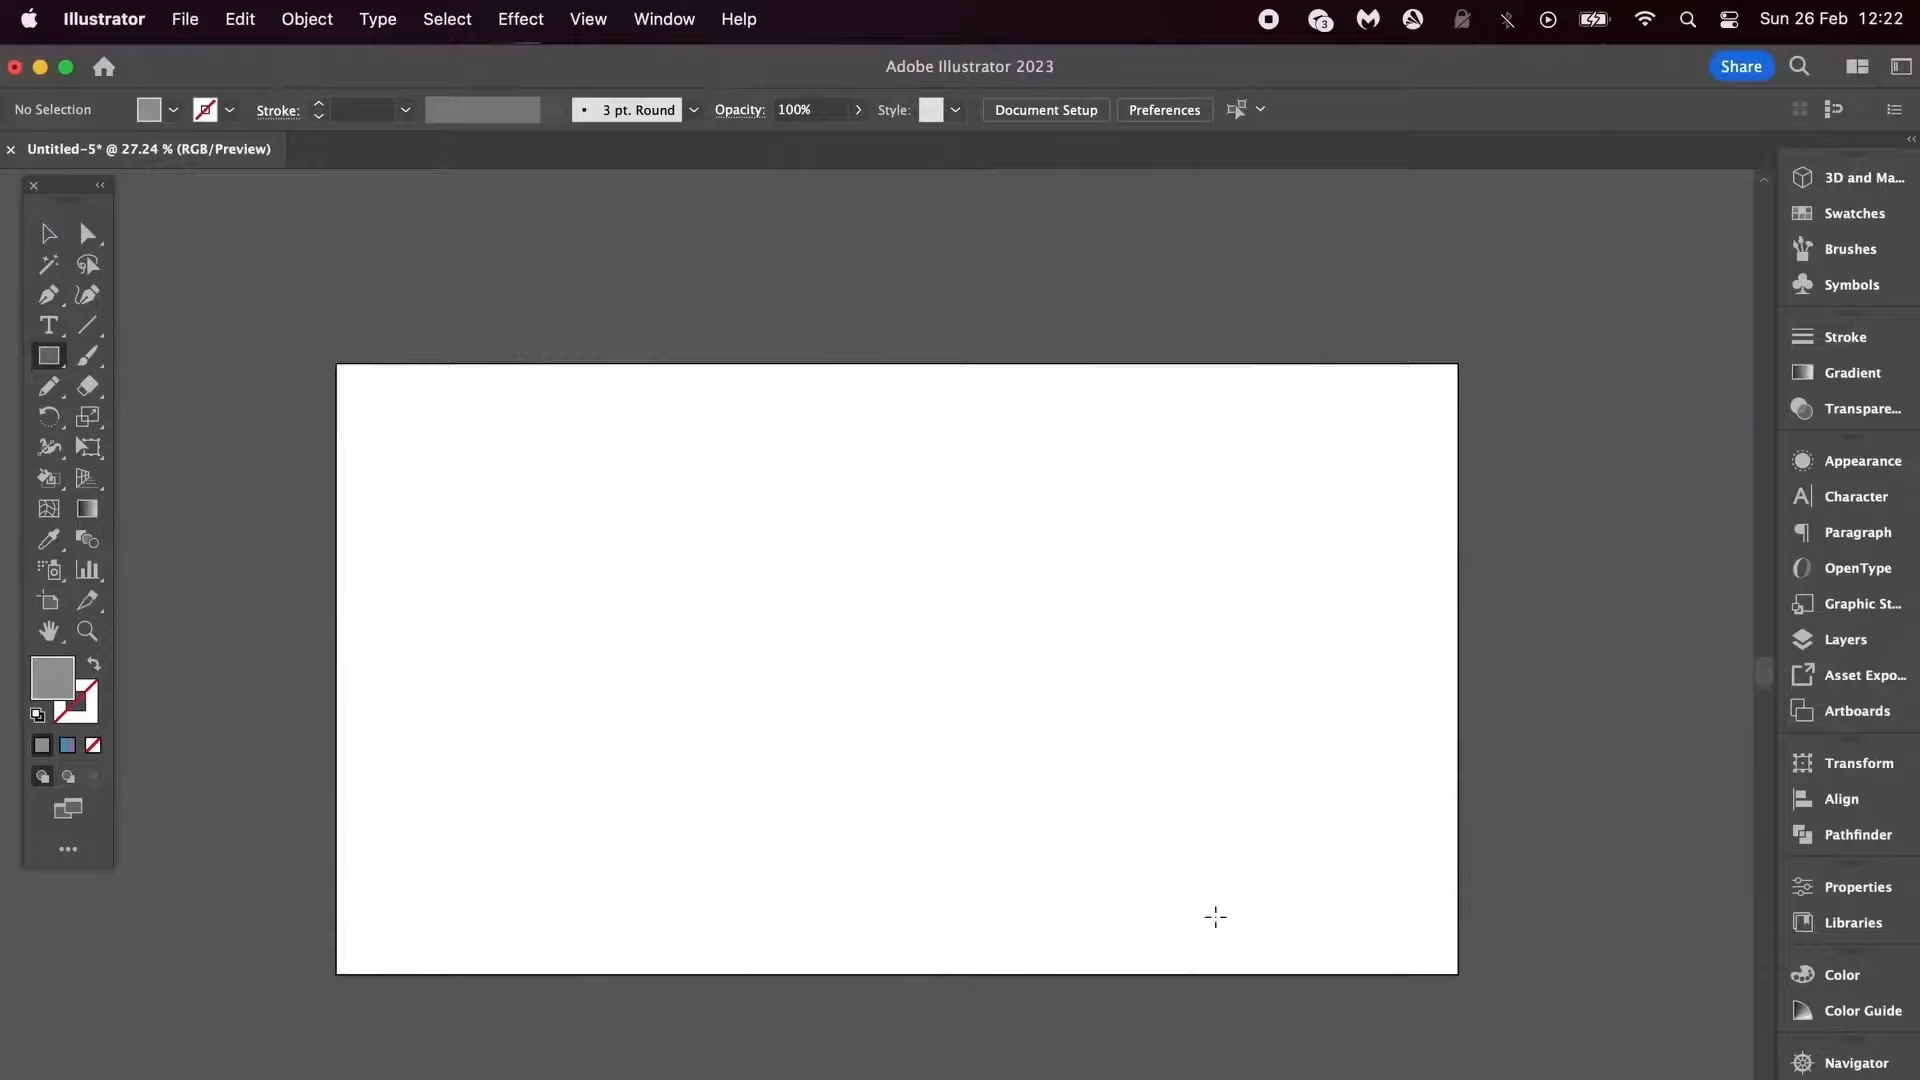 Illustrator File Edit Object Type Select Effect View Window Help 3 Sun 26 Feb 12:22
Adobe Illustrator 2023 Share
No Selection Stroke: 3 pt. Round Opacity: 100% Style: Document Setup Preferences
Untitled-5* @ 27.24 % (RGB/Preview)
3D and Ma...
Swatches
Brushes
Symbols
Stroke
Gradient
Transpare...
Appearance
Character
Paragraph
OpenType
Graphic St...
Layers
Asset Expo...
Artboards
Transform
Align
Pathfinder
Properties
Libraries
Color
Color Guide
Navigator